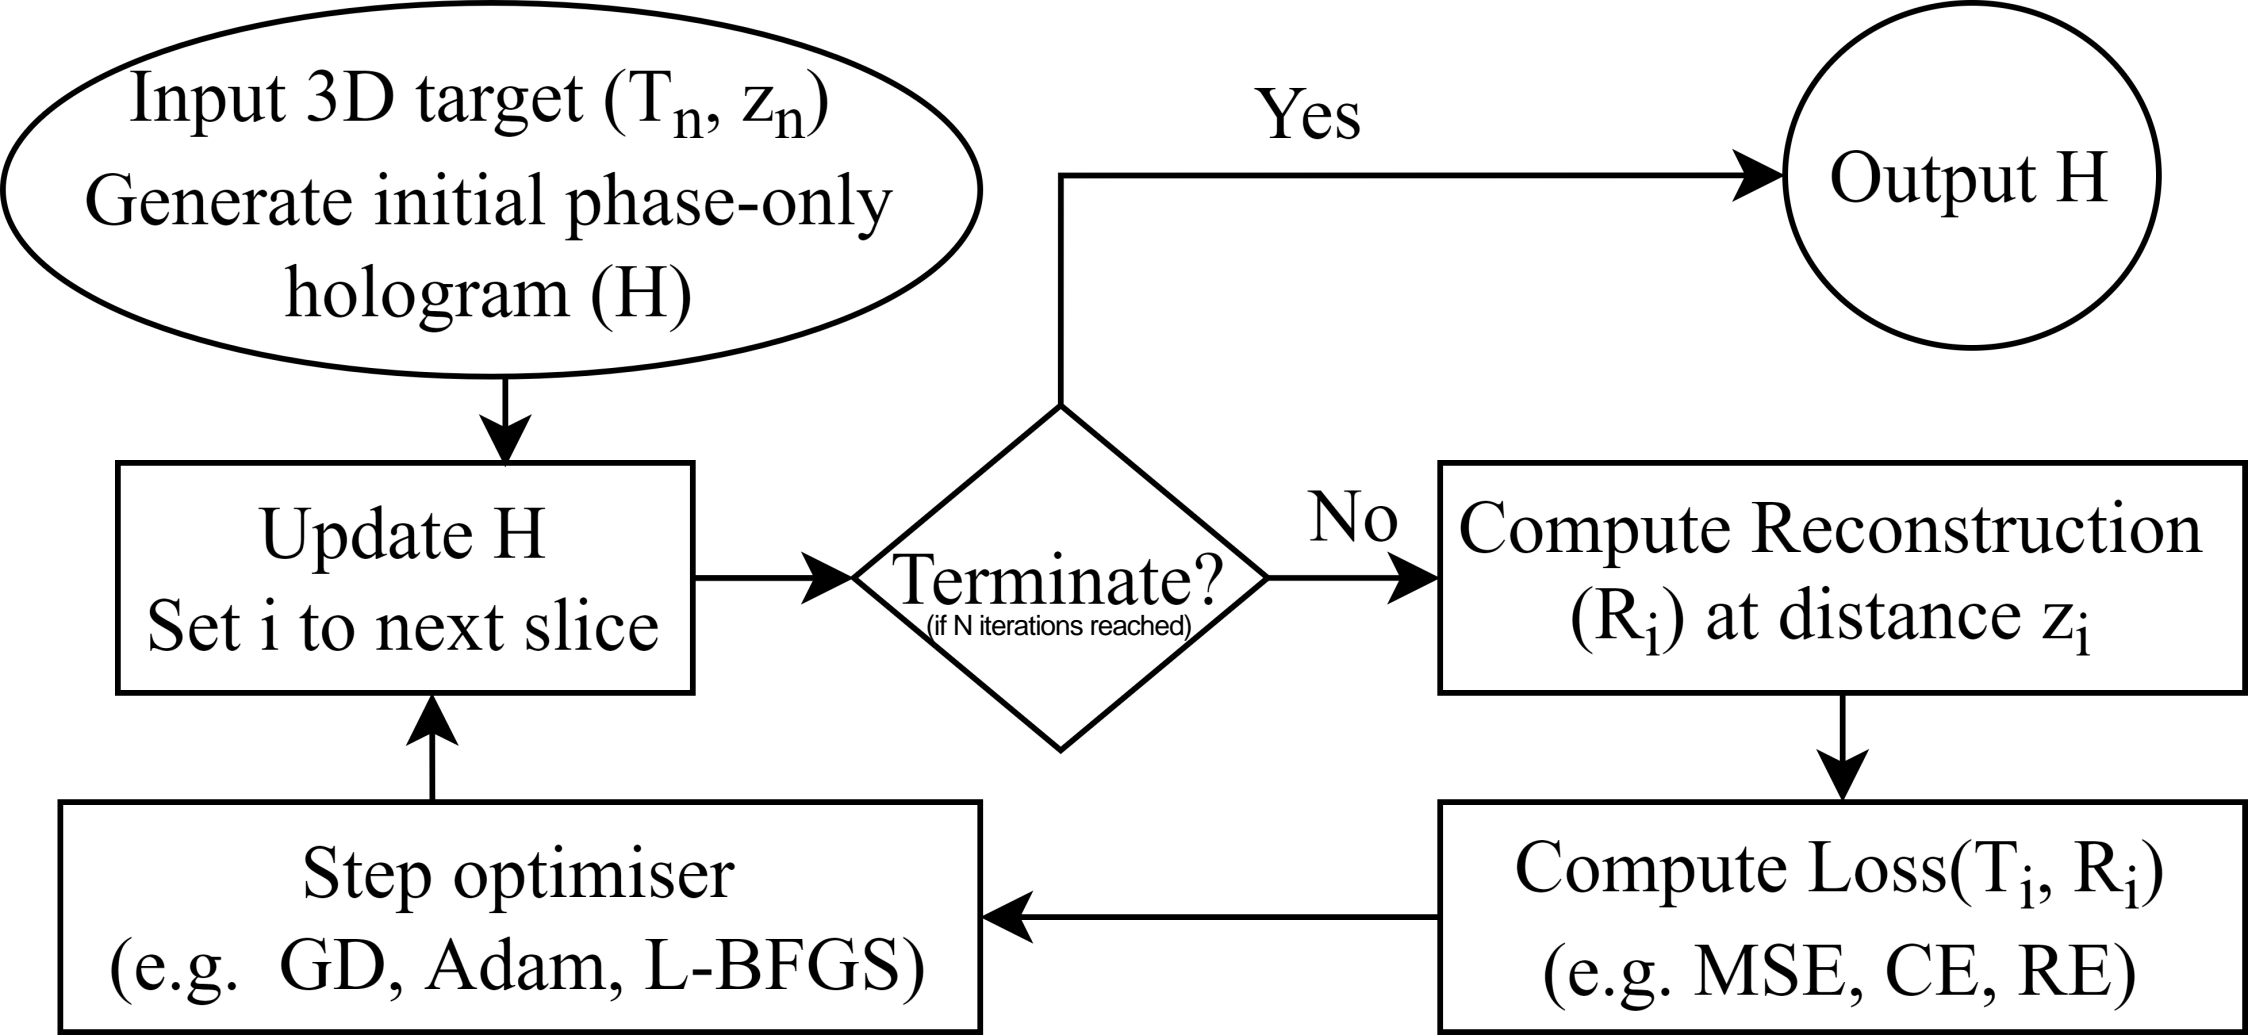 Input 3D target (Tn, zn)
Generate initial phase-only
hologram (H)
Yes
Output H
Update H
Set i to next slice
Terminate?
(if N iterations reached)
No
Compute Reconstruction
(Ri) at distance zi
Step optimiser
(e.g. GD, Adam, L-BFGS)
Compute Loss(Ti, Ri)
(e.g. MSE, CE, RE)